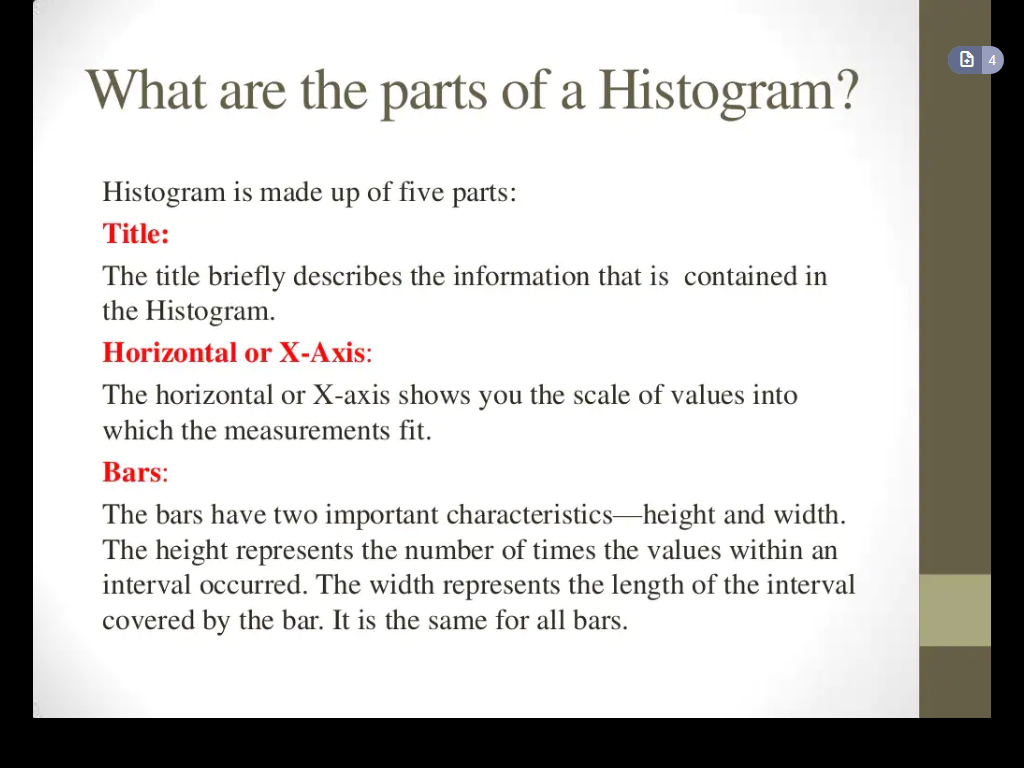 What are the parts of a Histogram?
4
Histogram is made up of five parts:
Title:
The title briefly describes the information that is  contained in
the Histogram.
Horizontal or X-Axis:
The horizontal or X-axis shows you the scale of values into
which the measurements fit.
Bars:
The bars have two important characteristics—height and width.
The height represents the number of times the values within an
interval occurred. The width represents the length of the interval
covered by the bar. It is the same for all bars.